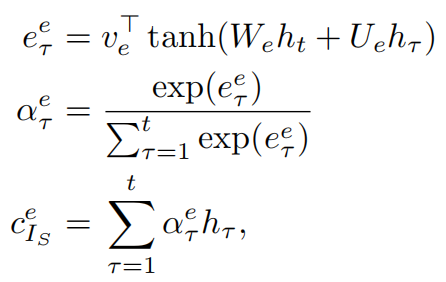 e^e_τ = v_e^⊤ tanh(W_e h_t + U_e h_τ)
α^e_τ = exp(e^e_τ) / ∑_{τ=1}^{t} exp(e^e_τ)
c^e_{I_S} = ∑_{τ=1}^{t} α^e_τ h_τ,